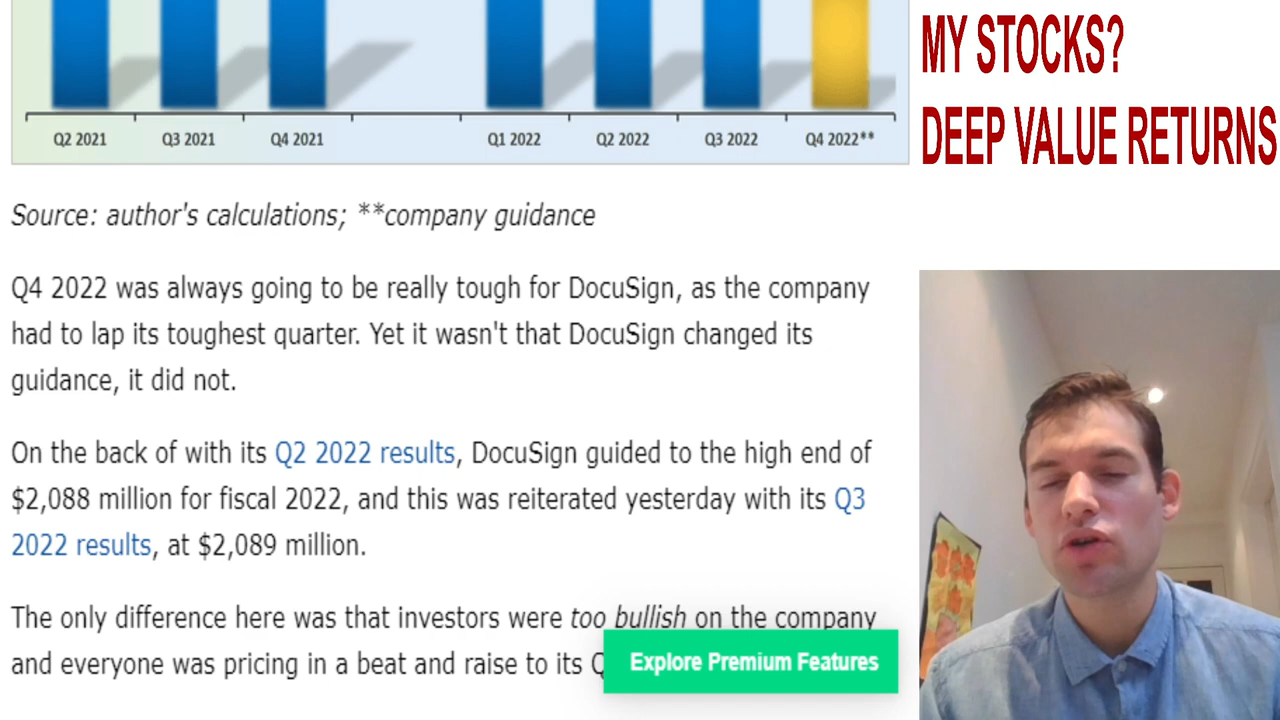 MY STOCKS?
DEEP VALUE RETURNS
Q2 2021 Q3 2021 Q4 2021 Q1 2022 Q2 2022 Q3 2022 Q4 2022**
Source: author's calculations; **company guidance
Q4 2022 was always going to be really tough for DocuSign, as the company
had to lap its toughest quarter. Yet it wasn't that DocuSign changed its
guidance, it did not.
On the back of with its Q2 2022 results, DocuSign guided to the high end of
$2,088 million for fiscal 2022, and this was reiterated yesterday with its Q3
2022 results, at $2,089 million.
The only difference here was that investors were too bullish on the company
and everyone was pricing in a beat and raise to its
Explore Premium Features